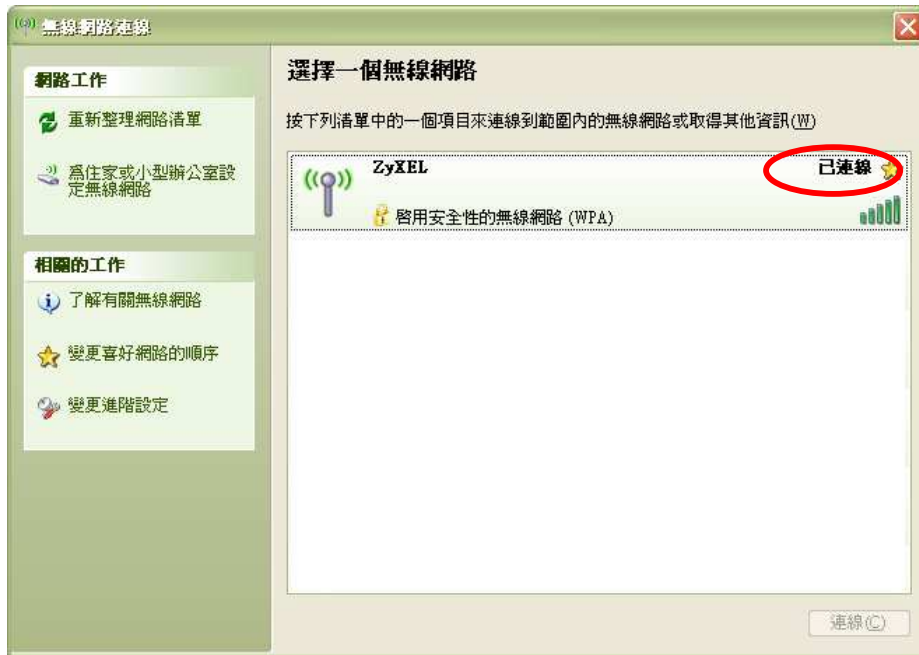 無線網路連線
網路工作
重新整理網路清單
為住家或小型辦公室設
定無線網路
相關的工作
了解有關無線網路
變更喜好網路的順序
變更進階設定
選擇一個無線網路
按下列清單中的一個項目來連線到範圍內的無線網路或取得其他資訊(W)
ZyXEL
已連線
啓用安全性的無線網路 (WPA)
連線(C)